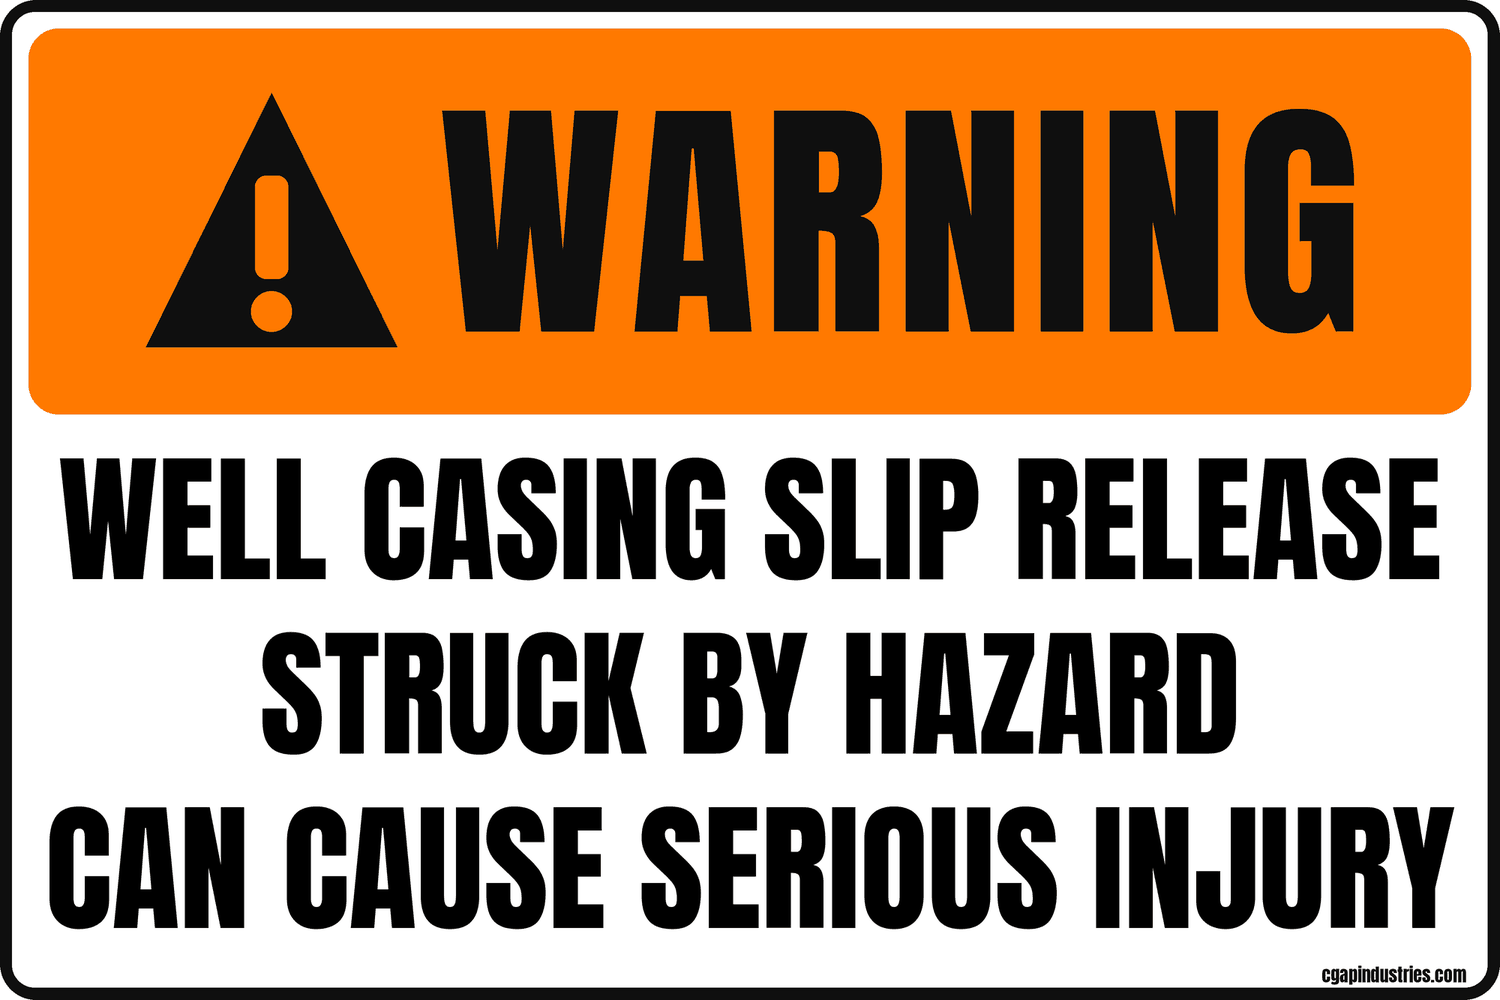 WARNING
WELL CASING SLIP RELEASE
STRUCK BY HAZARD
CAN CAUSE SERIOUS INJURY
cgapindustries.com